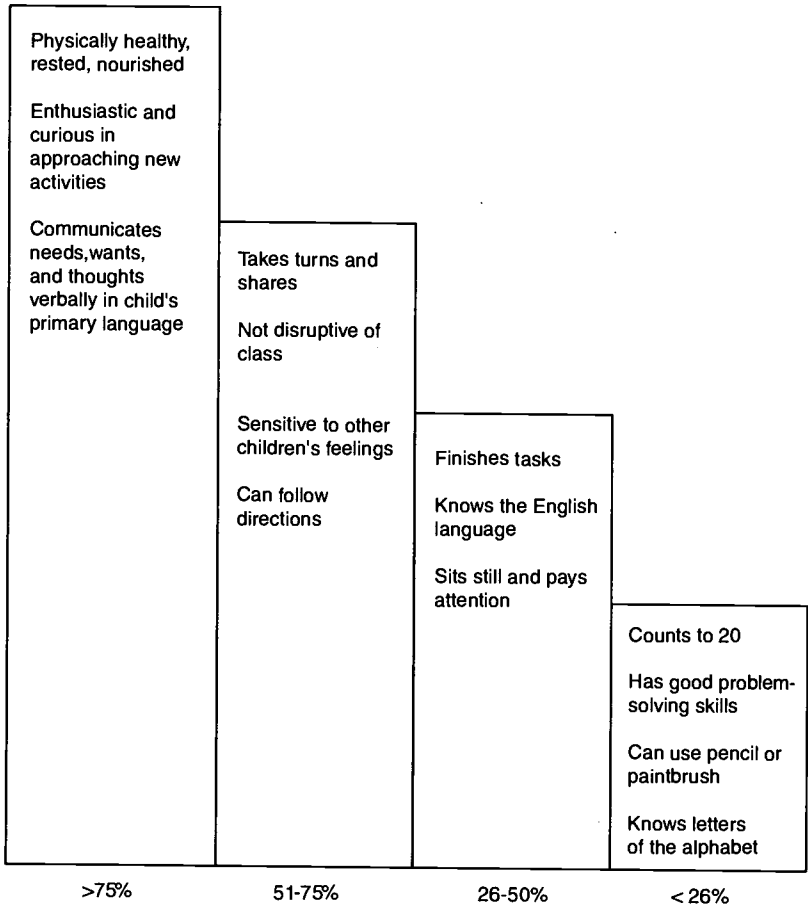 Physically healthy,
rested, nourished
Enthusiastic and
curious in
approaching new
activities
Communicates
needs,wants,
and thoughts
verbally in child's
primary language
Takes turns and
shares
Not disruptive of
class
Sensitive to other
children's feelings
Can follow
directions
Finishes tasks
Knows the English
language
Sits still and pays
attention
Counts to 20
Has good problem-
solving skills
Can use pencil or
paintbrush
Knows letters
of the alphabet
>75%
51-75%
26-50%
<26%